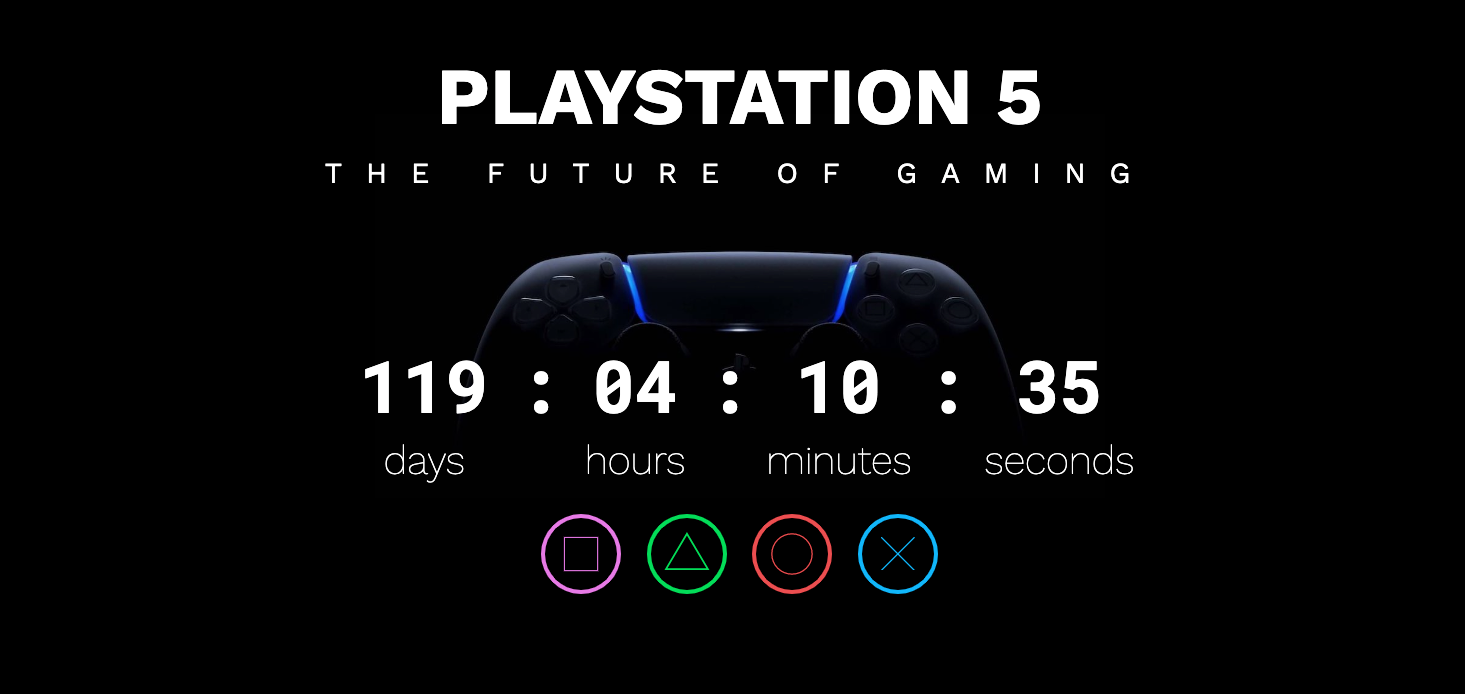 PLAYSTATION 5
THE FUTURE OF GAMING
119 : 04 : 10 : 35
days hours minutes seconds